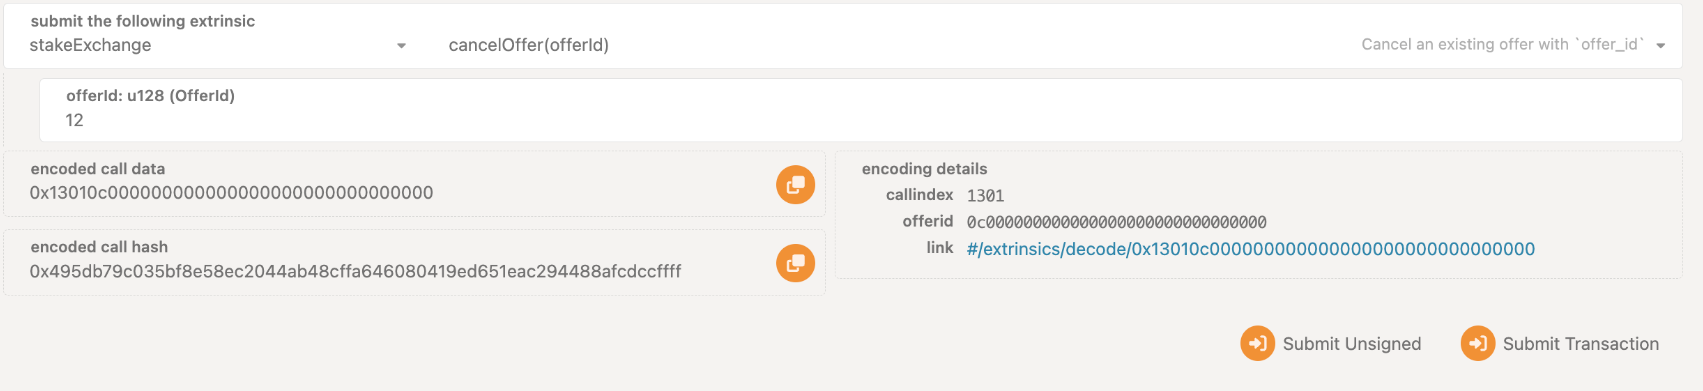 submit the following extrinsic
stakeExchange
cancelOffer(offerId)
Cancel an existing offer with `offer_id`
offerId: u128 (OfferId)
12
encoded call data
0x13010c000000000000000000000000000000
encoded call hash
0x495db79c035bf8e58ec2044ab48cffa646080419ed651eac294488afcdccffff
encoding details
callindex 1301
offerid 0c000000000000000000000000000000
link #/extrinsics/decode/0x13010c000000000000000000000000000000
Submit Unsigned
Submit Transaction